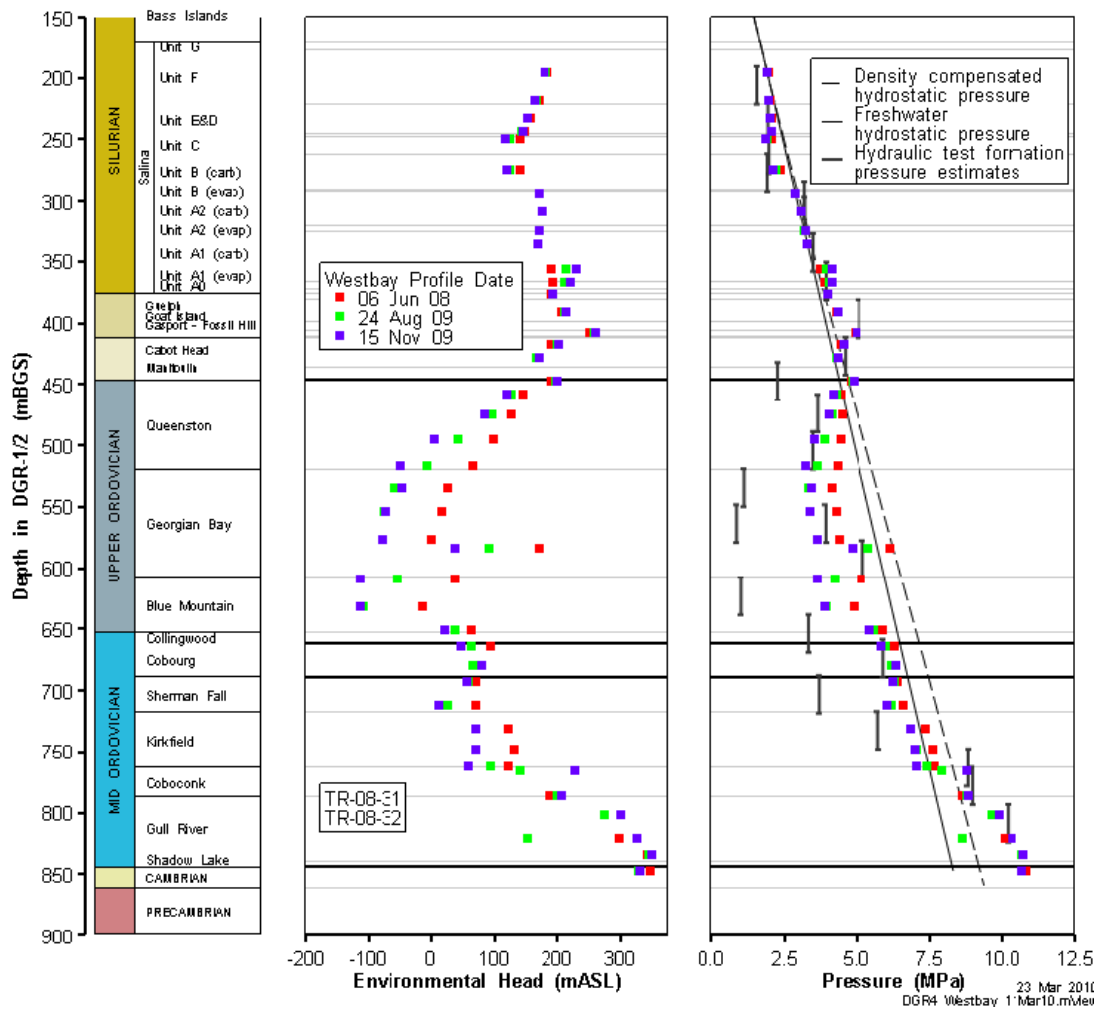 Depth in DGR-1/2 (mBGS)
150
200
250
300
350
400
450
500
550
600
650
700
750
800
850
900
SILURIAN
UPPER ORDOVICIAN
MID ORDOVICIAN
Salina
Bass Islands
Unit G
Unit F
Unit E&D
Unit C
Unit B (carb)
Unit B (evap)
Unit A2 (carb)
Unit A2 (evap)
Unit A1 (carb)
Unit A1 (evap)
Unit A0
Guelph
Goat Island
Gasport - Fossil Hill
Cabot Head
Manitoulin
Queenston
Georgian Bay
Blue Mountain
Collingwood
Cobourg
Sherman Fall
Kirkfield
Coboconk
Gull River
Shadow Lake
CAMBRIAN
PRECAMBRIAN
Westbay Profile Date
06 Jun 08
24 Aug 09
15 Nov 09
TR-08-31
TR-08-32
-200 -100 0 100 200 300
Environmental Head (mASL)
Density compensated
hydrostatic pressure
Freshwater
hydrostatic pressure
Hydraulic test formation
pressure estimates
0.0 2.5 5.0 7.5 10.0 12.5
Pressure (MPa)
23 Mar 2010
DGR4 Westbay 11Mar10.mView